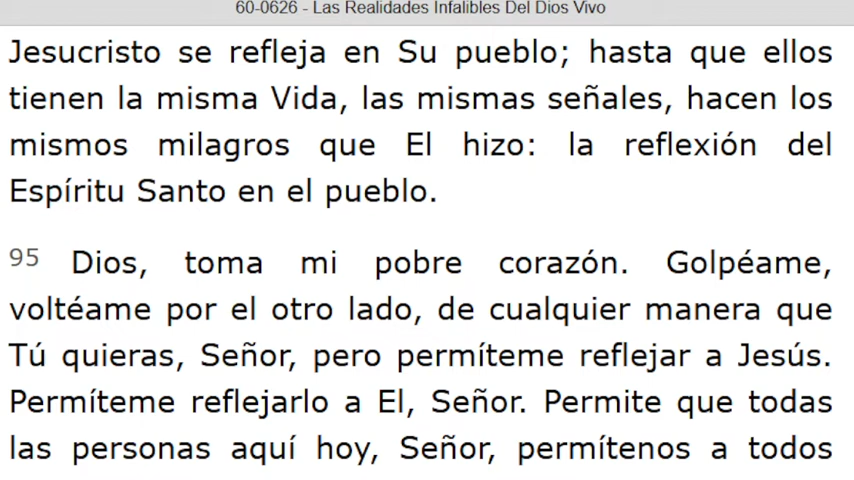 60-0626 - Las Realidades Infalibles Del Dios Vivo
Jesucristo se refleja en Su pueblo; hasta que ellos
tienen la misma Vida, las mismas señales, hacen los
mismos milagros que El hizo: la reflexión del
Espíritu Santo en el pueblo.
95 Dios, toma mi pobre corazón. Golpéame,
voltéame por el otro lado, de cualquier manera que
Tú quieras, Señor, pero permíteme reflejar a Jesús.
Permíteme reflejarlo a El, Señor. Permite que todas
las personas aquí hoy, Señor, permítenos a todos